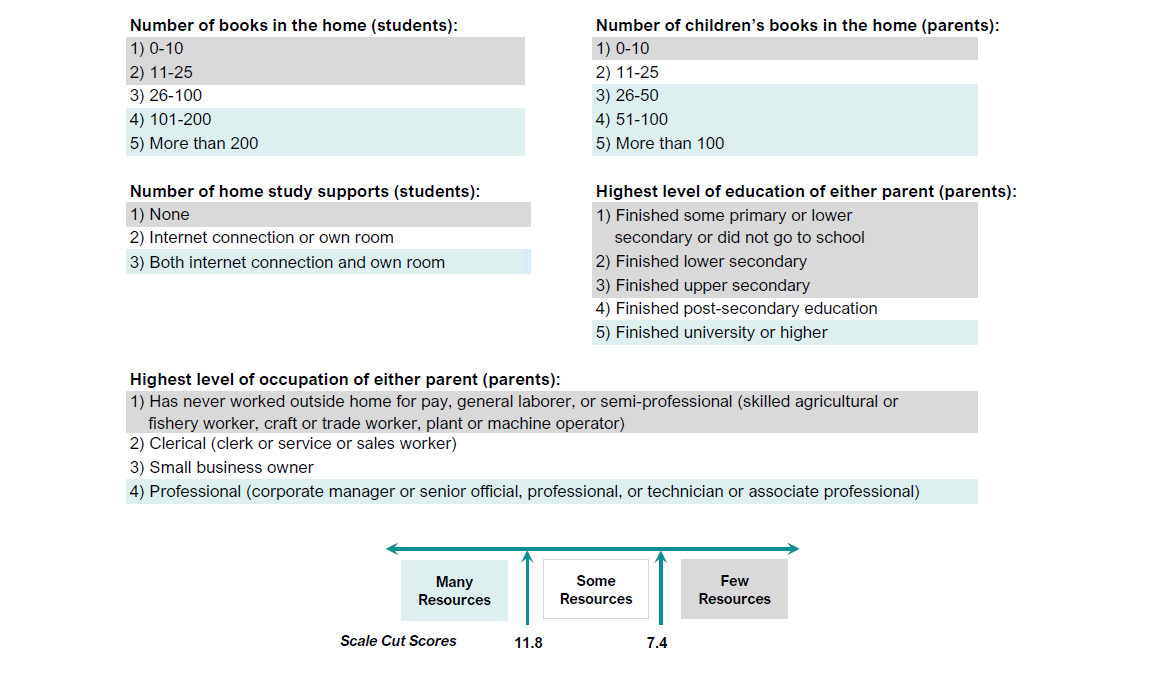 Number of books in the home (students):
1) 0-10
2) 11-25
3) 26-100
4) 101-200
5) More than 200
Number of children’s books in the home (parents):
1) 0-10
2) 11-25
3) 26-50
4) 51-100
5) More than 100
Number of home study supports (students):
1) None
2) Internet connection or own room
3) Both internet connection and own room
Highest level of education of either parent (parents):
1) Finished some primary or lower
secondary or did not go to school
2) Finished lower secondary
3) Finished upper secondary
4) Finished post-secondary education
5) Finished university or higher
Highest level of occupation of either parent (parents):
1) Has never worked outside home for pay, general laborer, or semi-professional (skilled agricultural or
fishery worker, craft or trade worker, plant or machine operator)
2) Clerical (clerk or service or sales worker)
3) Small business owner
4) Professional (corporate manager or senior official, professional, or technician or associate professional)
Many
Resources
Some
Resources
Few
Resources
Scale Cut Scores
11.8
7.4